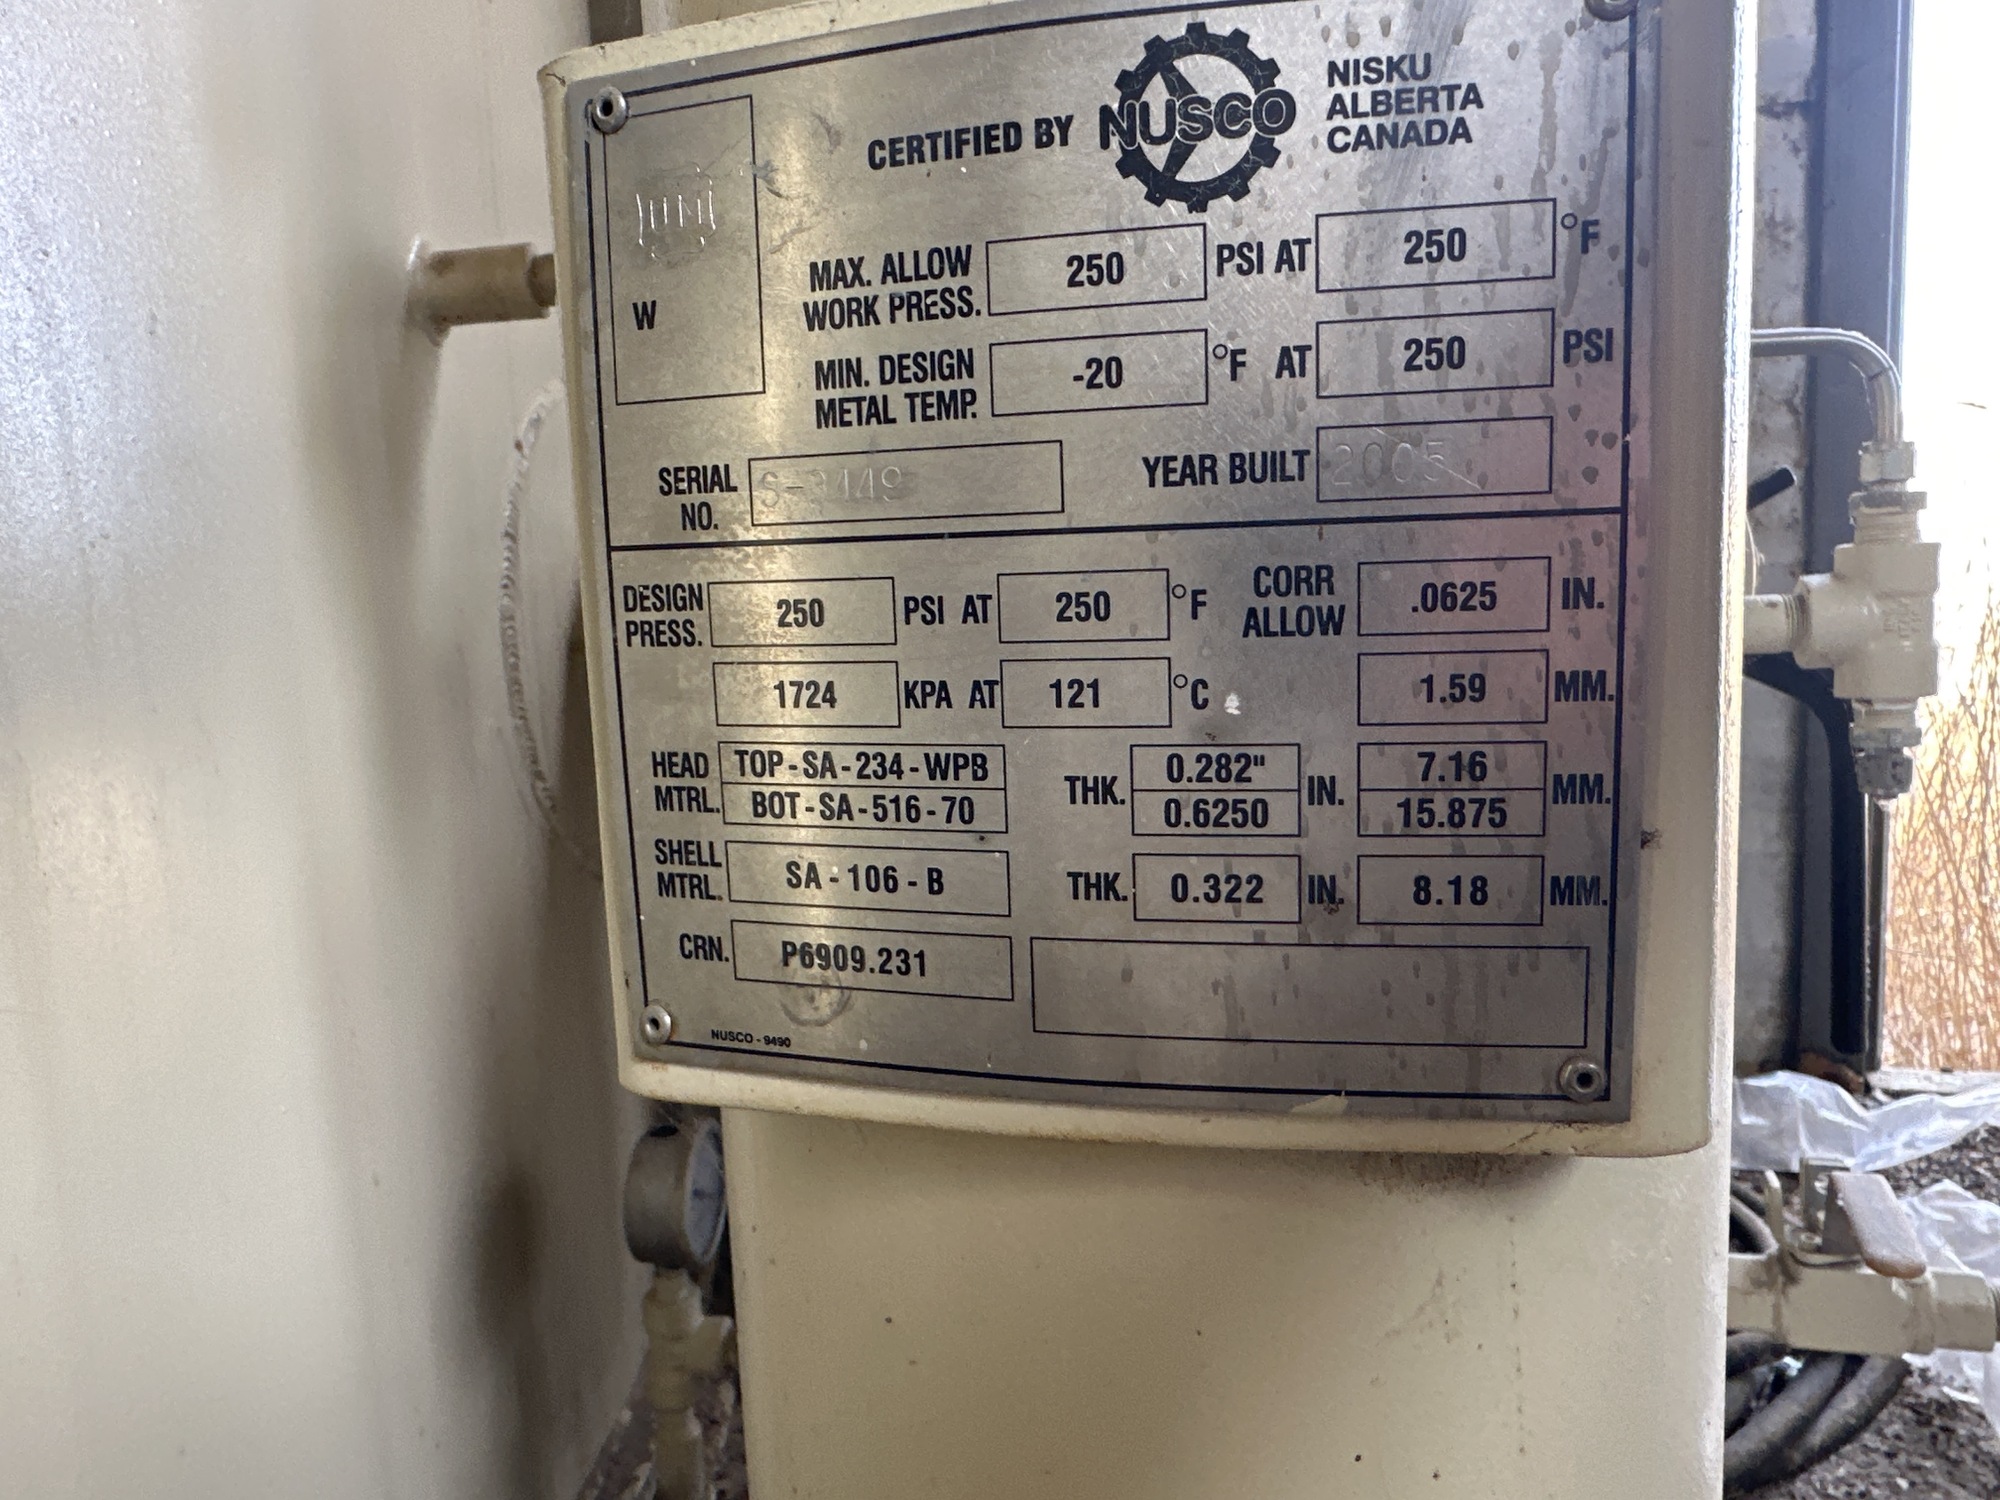 CERTIFIED BY NUSCO
NISKU
ALBERTA
CANADA
UM
W
MAX. ALLOW
WORK PRESS. 250 PSI AT 250 °F
MIN. DESIGN
METAL TEMP. -20 °F AT 250 PSI
SERIAL
NO. YEAR BUILT 2005
DESIGN
PRESS. 250 PSI AT 250 °F
CORR
ALLOW .0625 IN.
1724 KPA AT 121 °C 1.59 MM.
HEAD
MTRL. TOP-SA-234-WPB THK. 0.282" IN. 7.16 MM.
BOT-SA-516-70 0.6250 15.875
SHELL
MTRL. SA-106-B THK. 0.322 IN. 8.18 MM.
CRN. P6909.231
NUSCO - 9490